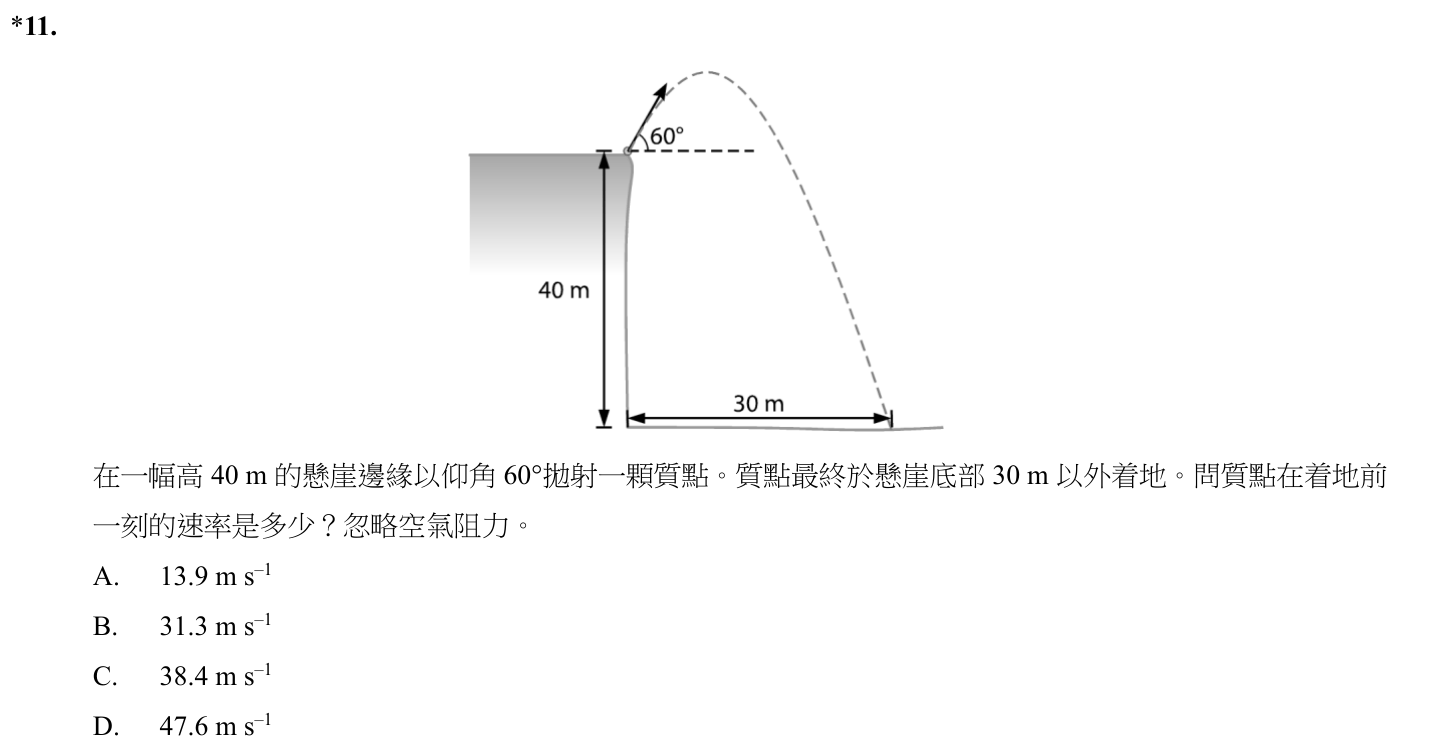 *11.
60°
40 m
30 m
在一幅高 40 m 的懸崖邊緣以仰角 60°拋射一顆質點。質點最終於懸崖底部 30 m 以外着地。問質點在着地前
一刻的速率是多少？忽略空氣阻力。
A. 13.9 m s⁻¹
B. 31.3 m s⁻¹
C. 38.4 m s⁻¹
D. 47.6 m s⁻¹